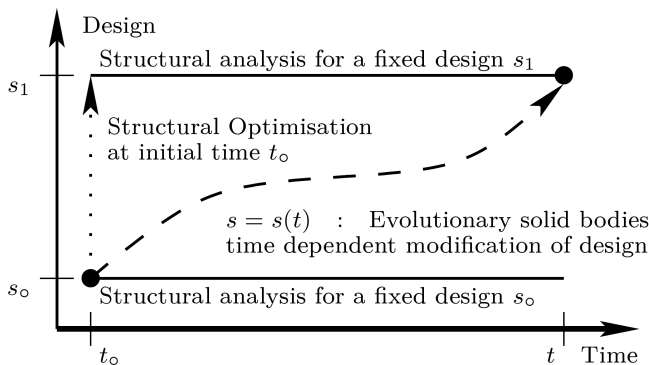 Design
Structural analysis for a fixed design s₁
s₁
Structural Optimisation
at initial time t∘
s = s(t) : Evolutionary solid bodies
time dependent modification of design
s∘
Structural analysis for a fixed design s∘
t∘ t Time